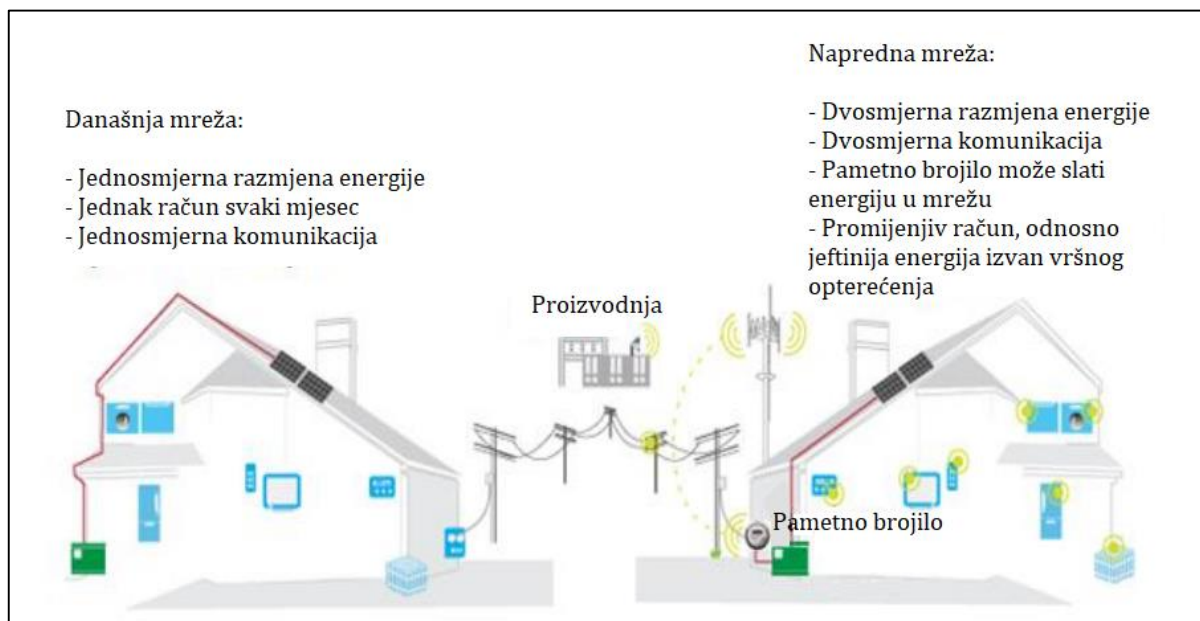 Današnja mreža:
- Jednosmjerna razmjena energije
- Jednak račun svaki mjesec
- Jednosmjerna komunikacija
Napredna mreža:
- Dvosmjerna razmjena energije
- Dvosmjerna komunikacija
- Pametno brojilo može slati
energiju u mrežu
- Promijenjiv račun, odnosno
jeftinija energija izvan vršnog
opterećenja
Proizvodnja
Pametno brojilo